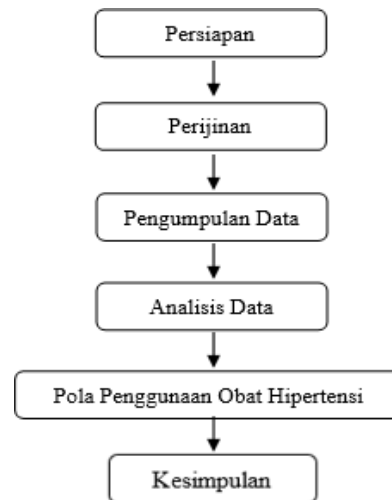 Persiapan
Perijinan
Pengumpulan Data
Analisis Data
Pola Penggunaan Obat Hipertensi
Kesimpulan